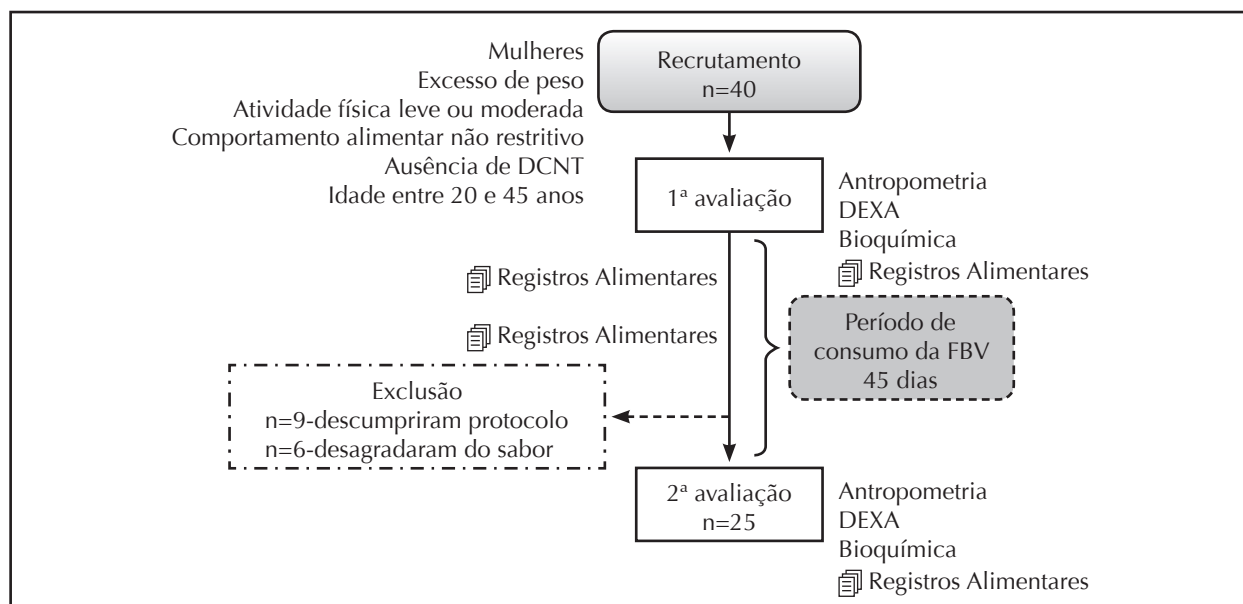 Mulheres
Excesso de peso
Atividade física leve ou moderada
Comportamento alimentar não restritivo
Ausência de DCNT
Idade entre 20 e 45 anos
Recrutamento
n=40
1ª avaliação
Antropometria
DEXA
Bioquímica
Registros Alimentares
Registros Alimentares
Registros Alimentares
Período de
consumo da FBV
45 dias
Exclusão
n=9-descumpriram protocolo
n=6-desagradaram do sabor
2ª avaliação
n=25
Antropometria
DEXA
Bioquímica
Registros Alimentares